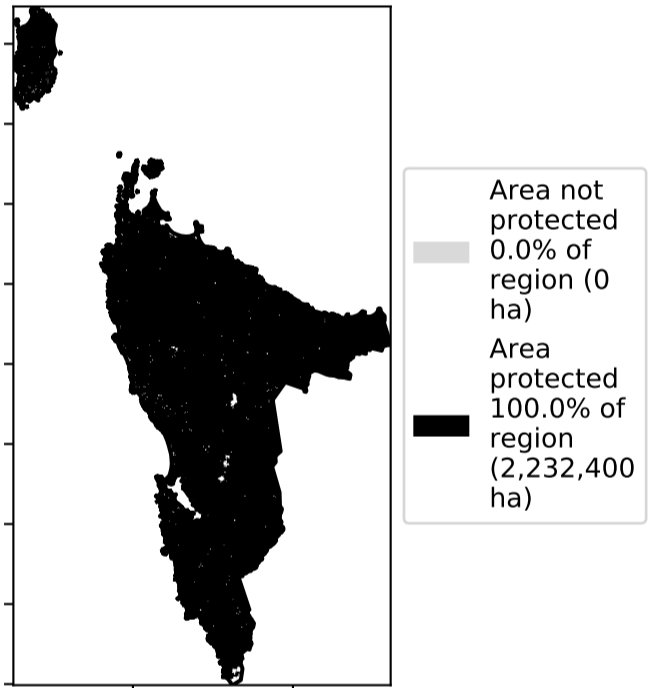 Area not
protected
0.0% of
region (0
ha)
Area
protected
100.0% of
region
(2,232,400
ha)